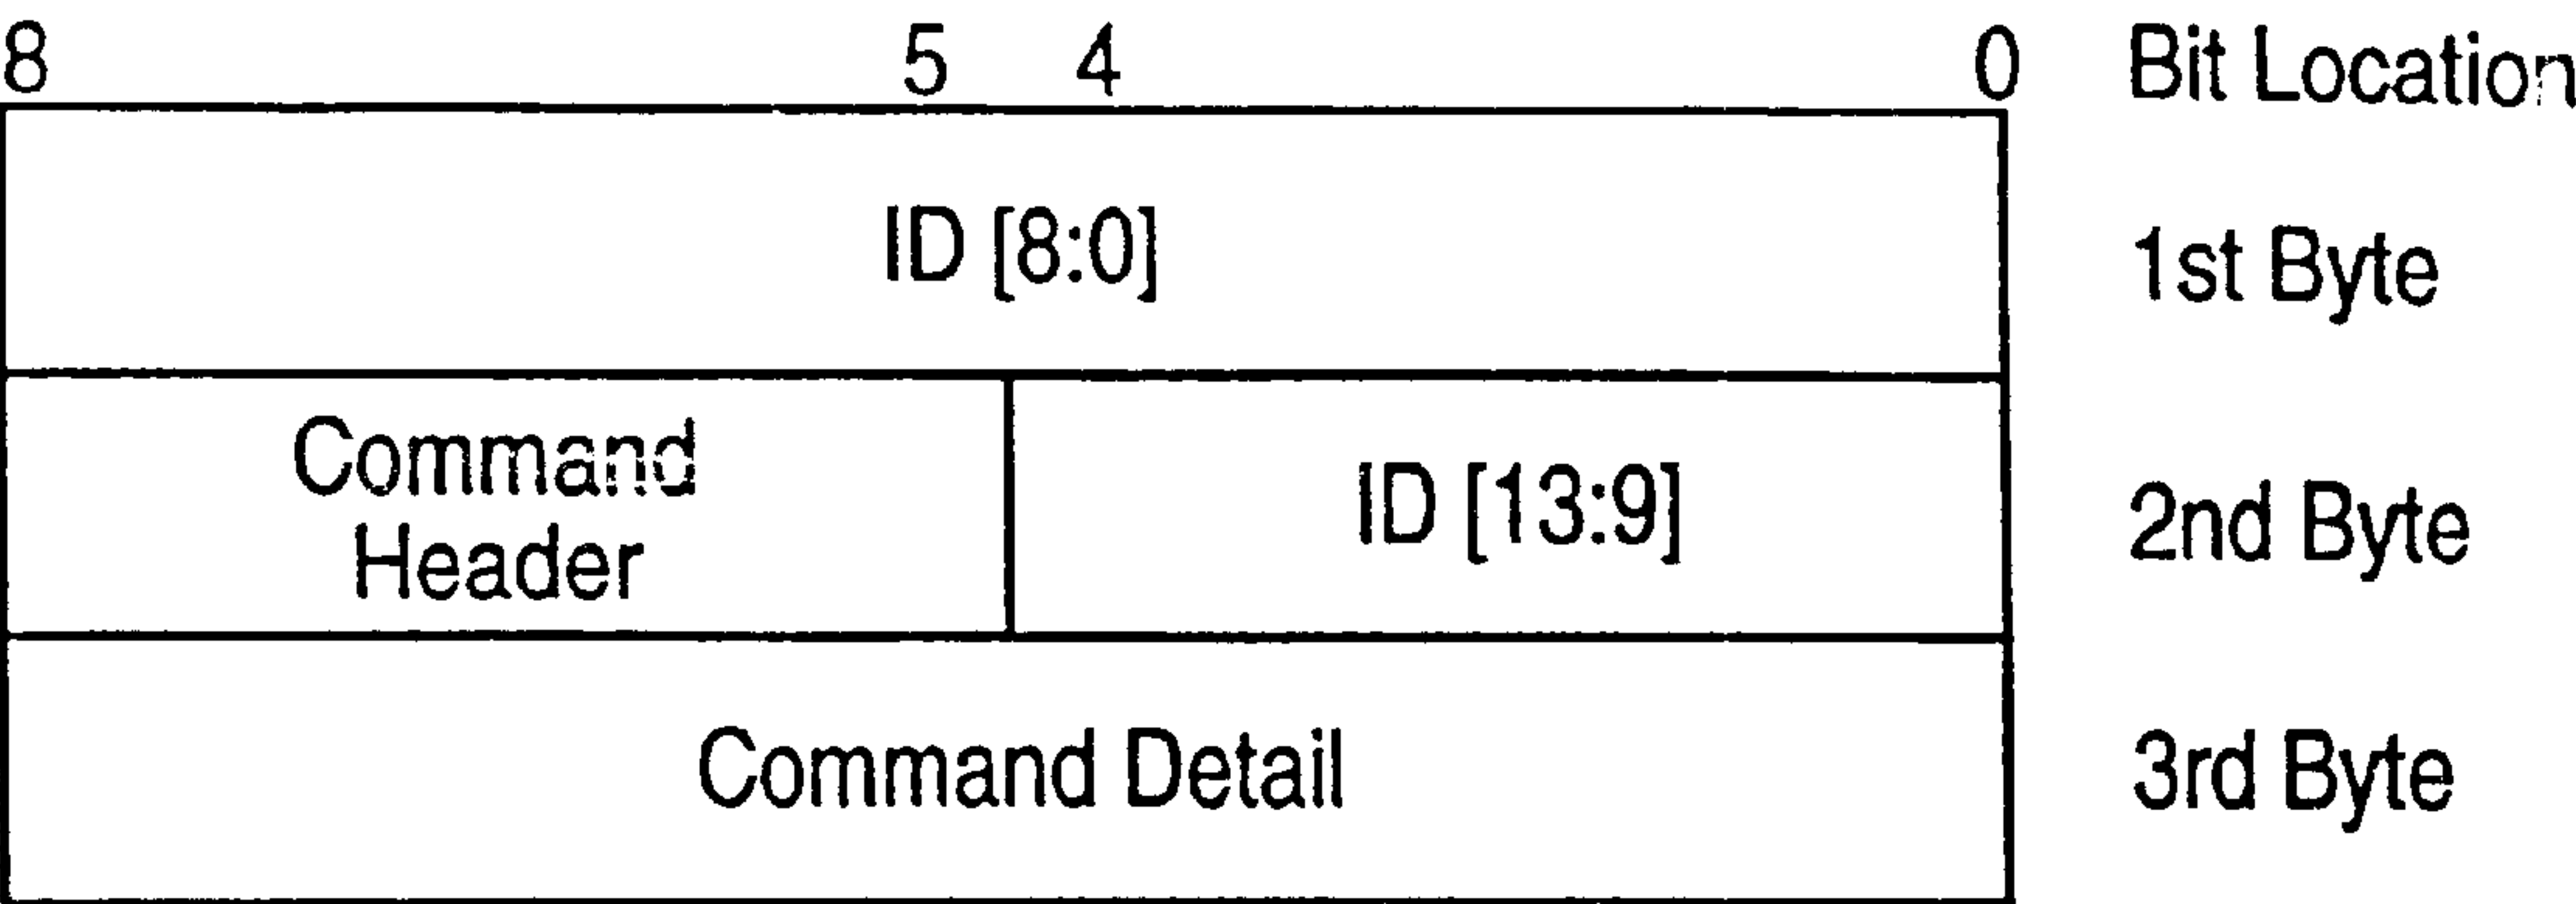 8 5 4 0 Bit Location
ID [8:0] 1st Byte
Command
Header
ID [13:9] 2nd Byte
Command Detail 3rd Byte